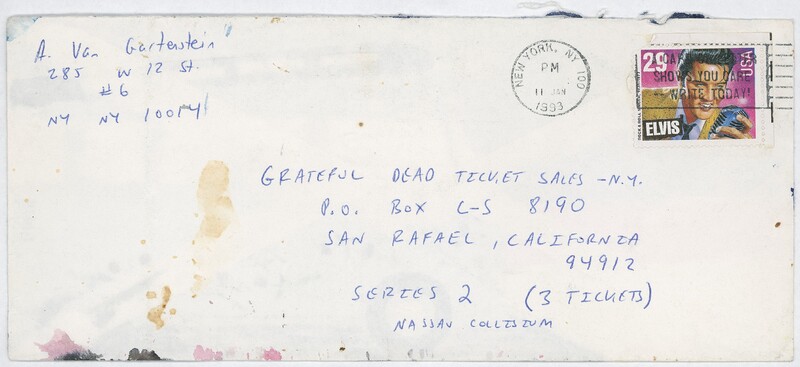 A. Van Gartenstein
285 W 12 St.
#6
NY NY 10014
NEW YORK, NY 100
PM
11 JAN
1993
SHOWS YOU CARE
WRITE TODAY!
29
USA
ELVIS
GRATEFUL DEAD TICKET SALES -N.Y.
P.O. BOX C-S 8190
SAN RAFAEL, CALIFORNIA
94912
SERIES 2 (3 TICKETS)
NASSAU COLLISIUM